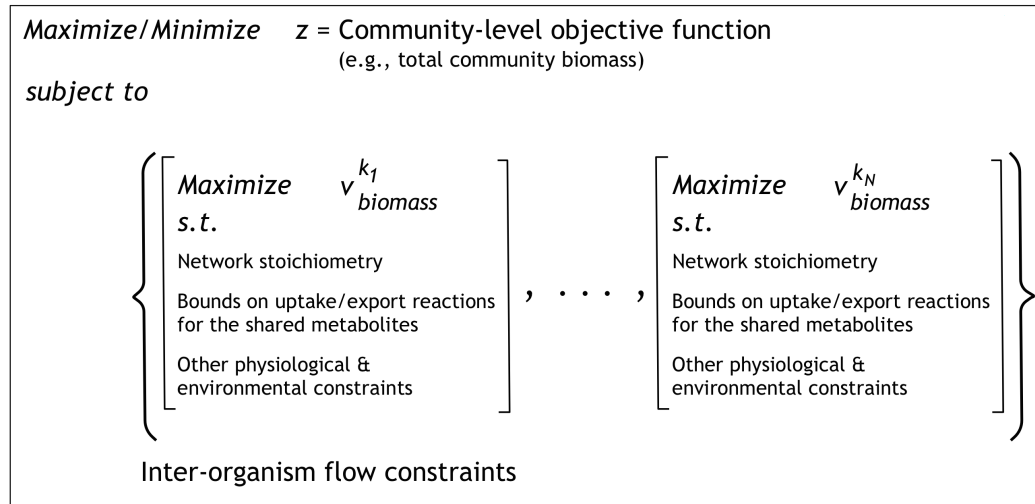 Maximize/Minimize z = Community-level objective function
(e.g., total community biomass)
subject to
Maximize v^{k_1}_{biomass}
s.t.
Network stoichiometry
Bounds on uptake/export reactions
for the shared metabolites
Other physiological &
environmental constraints
, . . . ,
Maximize v^{k_N}_{biomass}
s.t.
Network stoichiometry
Bounds on uptake/export reactions
for the shared metabolites
Other physiological &
environmental constraints
Inter-organism flow constraints